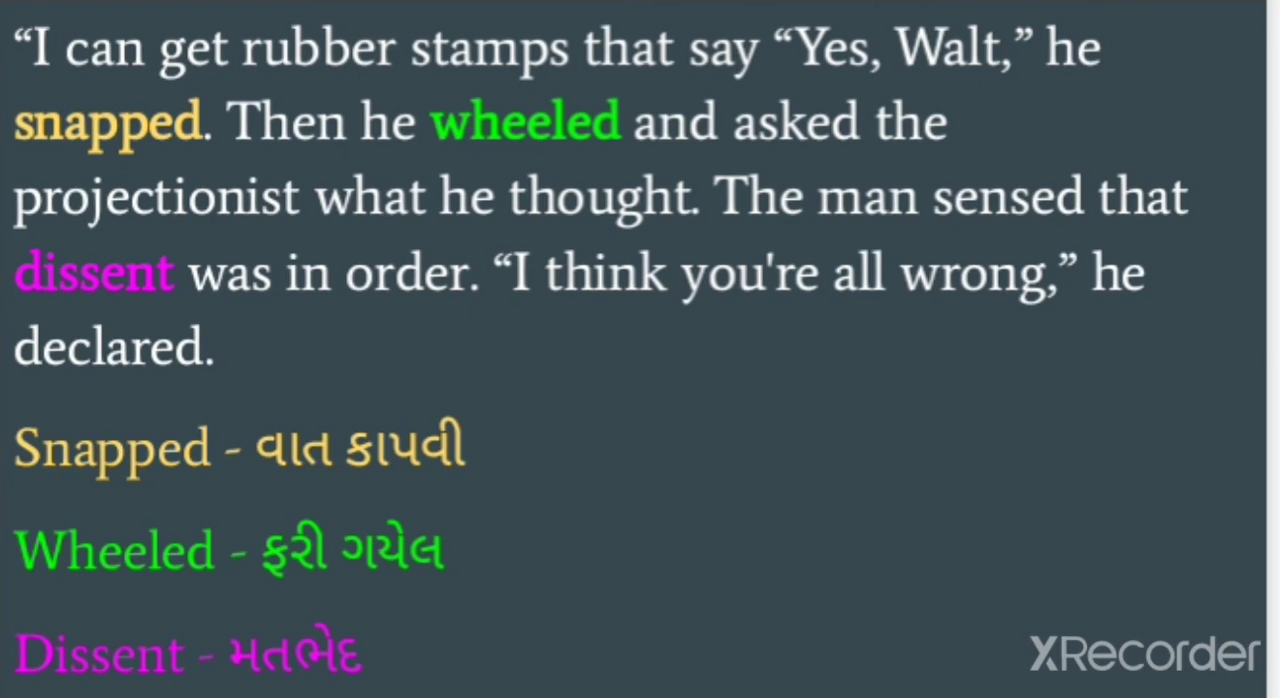 “I can get rubber stamps that say “Yes, Walt,” he
snapped. Then he wheeled and asked the
projectionist what he thought. The man sensed that
dissent was in order. “I think you're all wrong,” he
declared.
Snapped - વાત કાપવી
Wheeled - ફરી ગયેલ
Dissent - મતભેદ
XRecorder